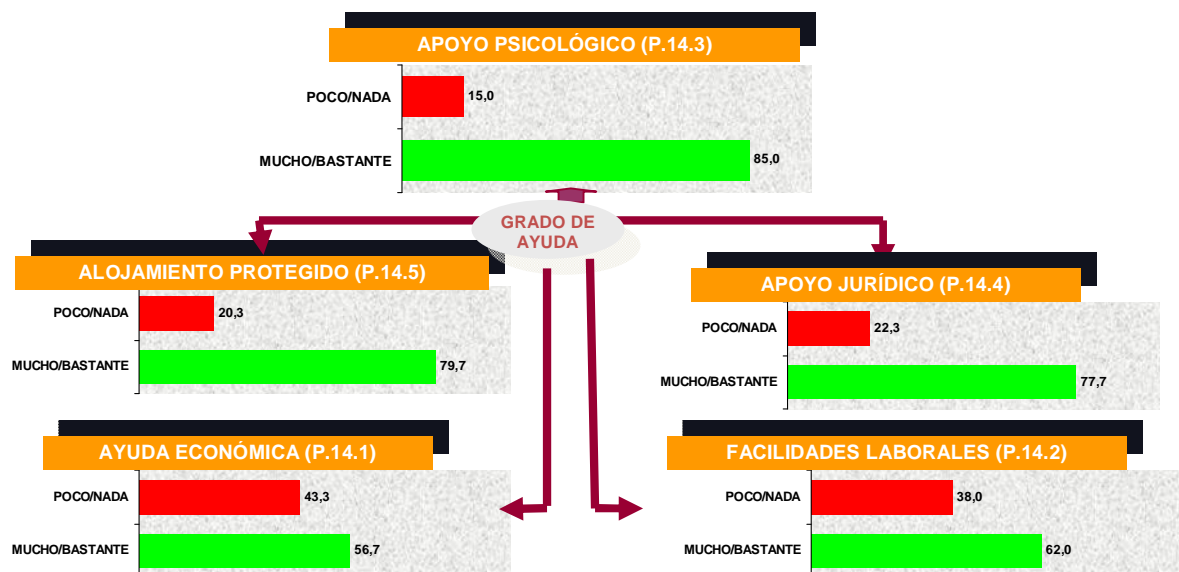 APOYO PSICOLÓGICO (P.14.3)
POCO/NADA
15,0
MUCHO/BASTANTE
85,0
GRADO DE
AYUDA
ALOJAMIENTO PROTEGIDO (P.14.5)
POCO/NADA
20,3
MUCHO/BASTANTE
79,7
APOYO JURÍDICO (P.14.4)
POCO/NADA
22,3
MUCHO/BASTANTE
77,7
AYUDA ECONÓMICA (P.14.1)
POCO/NADA
43,3
MUCHO/BASTANTE
56,7
FACILIDADES LABORALES (P.14.2)
POCO/NADA
38,0
MUCHO/BASTANTE
62,0